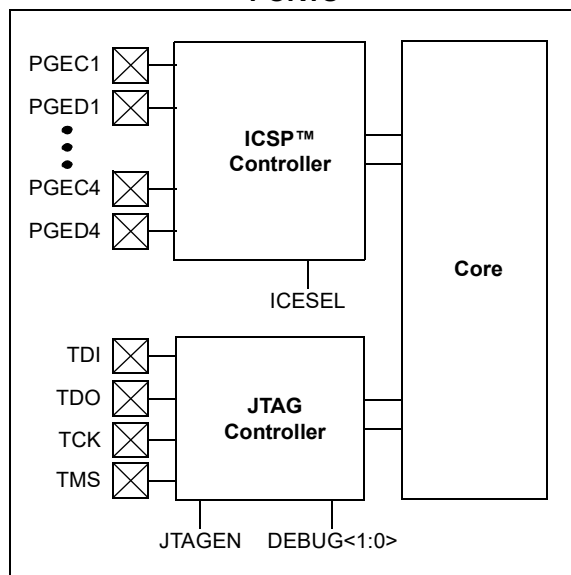 PGEC1
PGED1
PGEC4
PGED4
ICSP™
Controller
ICESEL
Core
TDI
TDO
TCK
TMS
JTAG
Controller
JTAGEN DEBUG<1:0>